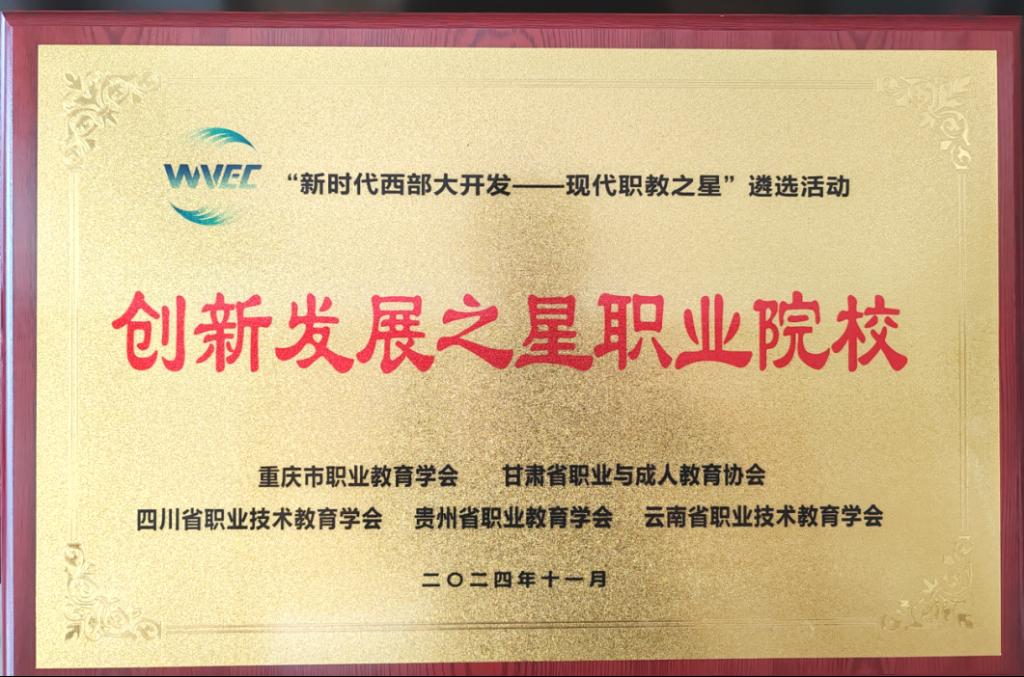 WVEC
“新时代西部大开发——现代职教之星”遴选活动
创新发展之星职业院校
重庆市职业教育学会 甘肃省职业与成人教育协会
四川省职业技术教育学会 贵州省职业教育学会 云南省职业技术教育学会
二〇二四年十一月